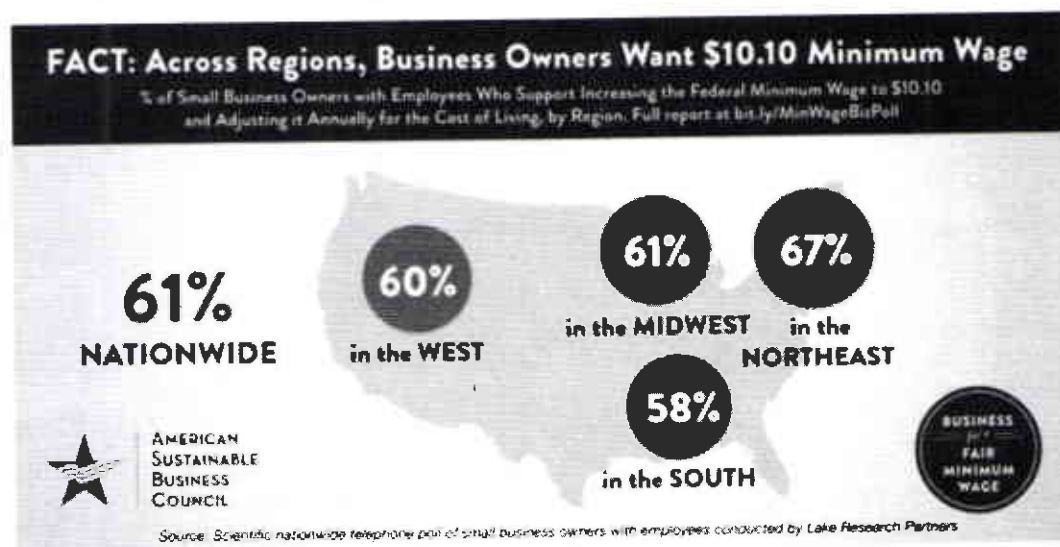 FACT: Across Regions, Business Owners Want $10.10 Minimum Wage
% of Small Business Owners with Employees Who Support Increasing the Federal Minimum Wage to $10.10
and Adjusting it Annually for the Cost of Living, by Region. Full report at bit.ly/MinWageBizPoll
61%
NATIONWIDE
60%
in the WEST
61%
in the MIDWEST
67%
in the
NORTHEAST
58%
in the SOUTH
AMERICAN
SUSTAINABLE
BUSINESS
COUNCIL
BUSINESS
for a
FAIR
MINIMUM
WAGE
Source: Scientific nationwide telephone poll of small business owners with employees conducted by Lake Research Partners